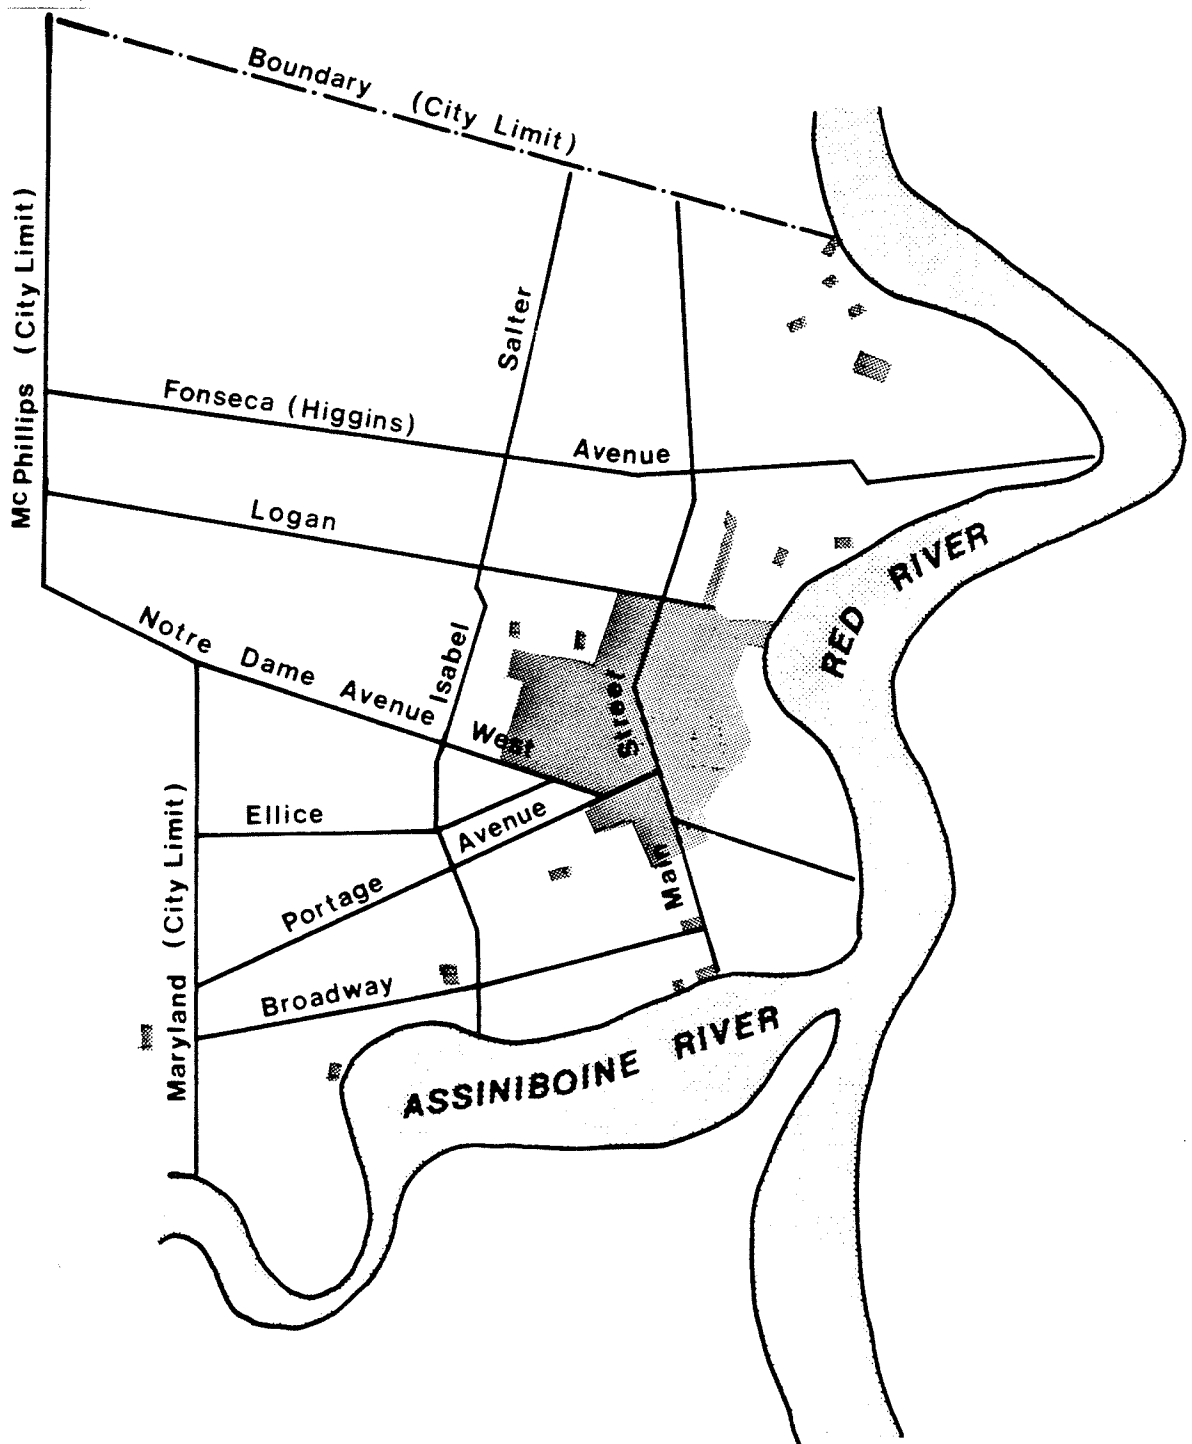 Boundary (City Limit)
McPhillips (City Limit)
Salter
Fonseca (Higgins)
Avenue
Logan
RED RIVER
Notre Dame Avenue West
Isabel
Street
Ellice
Avenue
Portage
Main
Maryland (City Limit)
Broadway
ASSINIBOINE RIVER